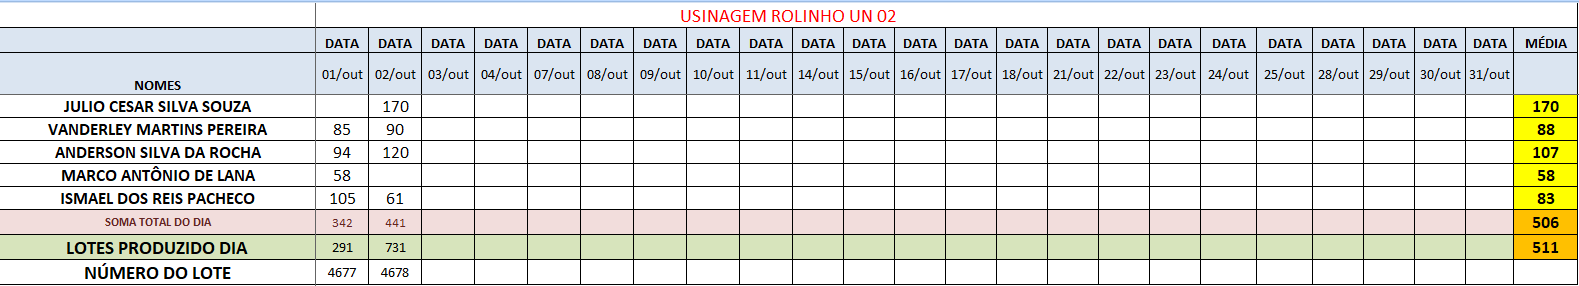 USINAGEM ROLINHO UN 02
DATA DATA DATA DATA DATA DATA DATA DATA DATA DATA DATA DATA DATA DATA DATA DATA DATA DATA DATA DATA DATA DATA DATA MÉDIA
NOMES 01/out 02/out 03/out 04/out 07/out 08/out 09/out 10/out 11/out 14/out 15/out 16/out 17/out 18/out 21/out 22/out 23/out 24/out 25/out 28/out 29/out 30/out 31/out
JULIO CESAR SILVA SOUZA 170 170
VANDERLEY MARTINS PEREIRA 85 90 88
ANDERSON SILVA DA ROCHA 94 120 107
MARCO ANTÔNIO DE LANA 58 58
ISMAEL DOS REIS PACHECO 105 61 83
SOMA TOTAL DO DIA 342 441 506
LOTES PRODUZIDO DIA 291 731 511
NÚMERO DO LOTE 4677 4678